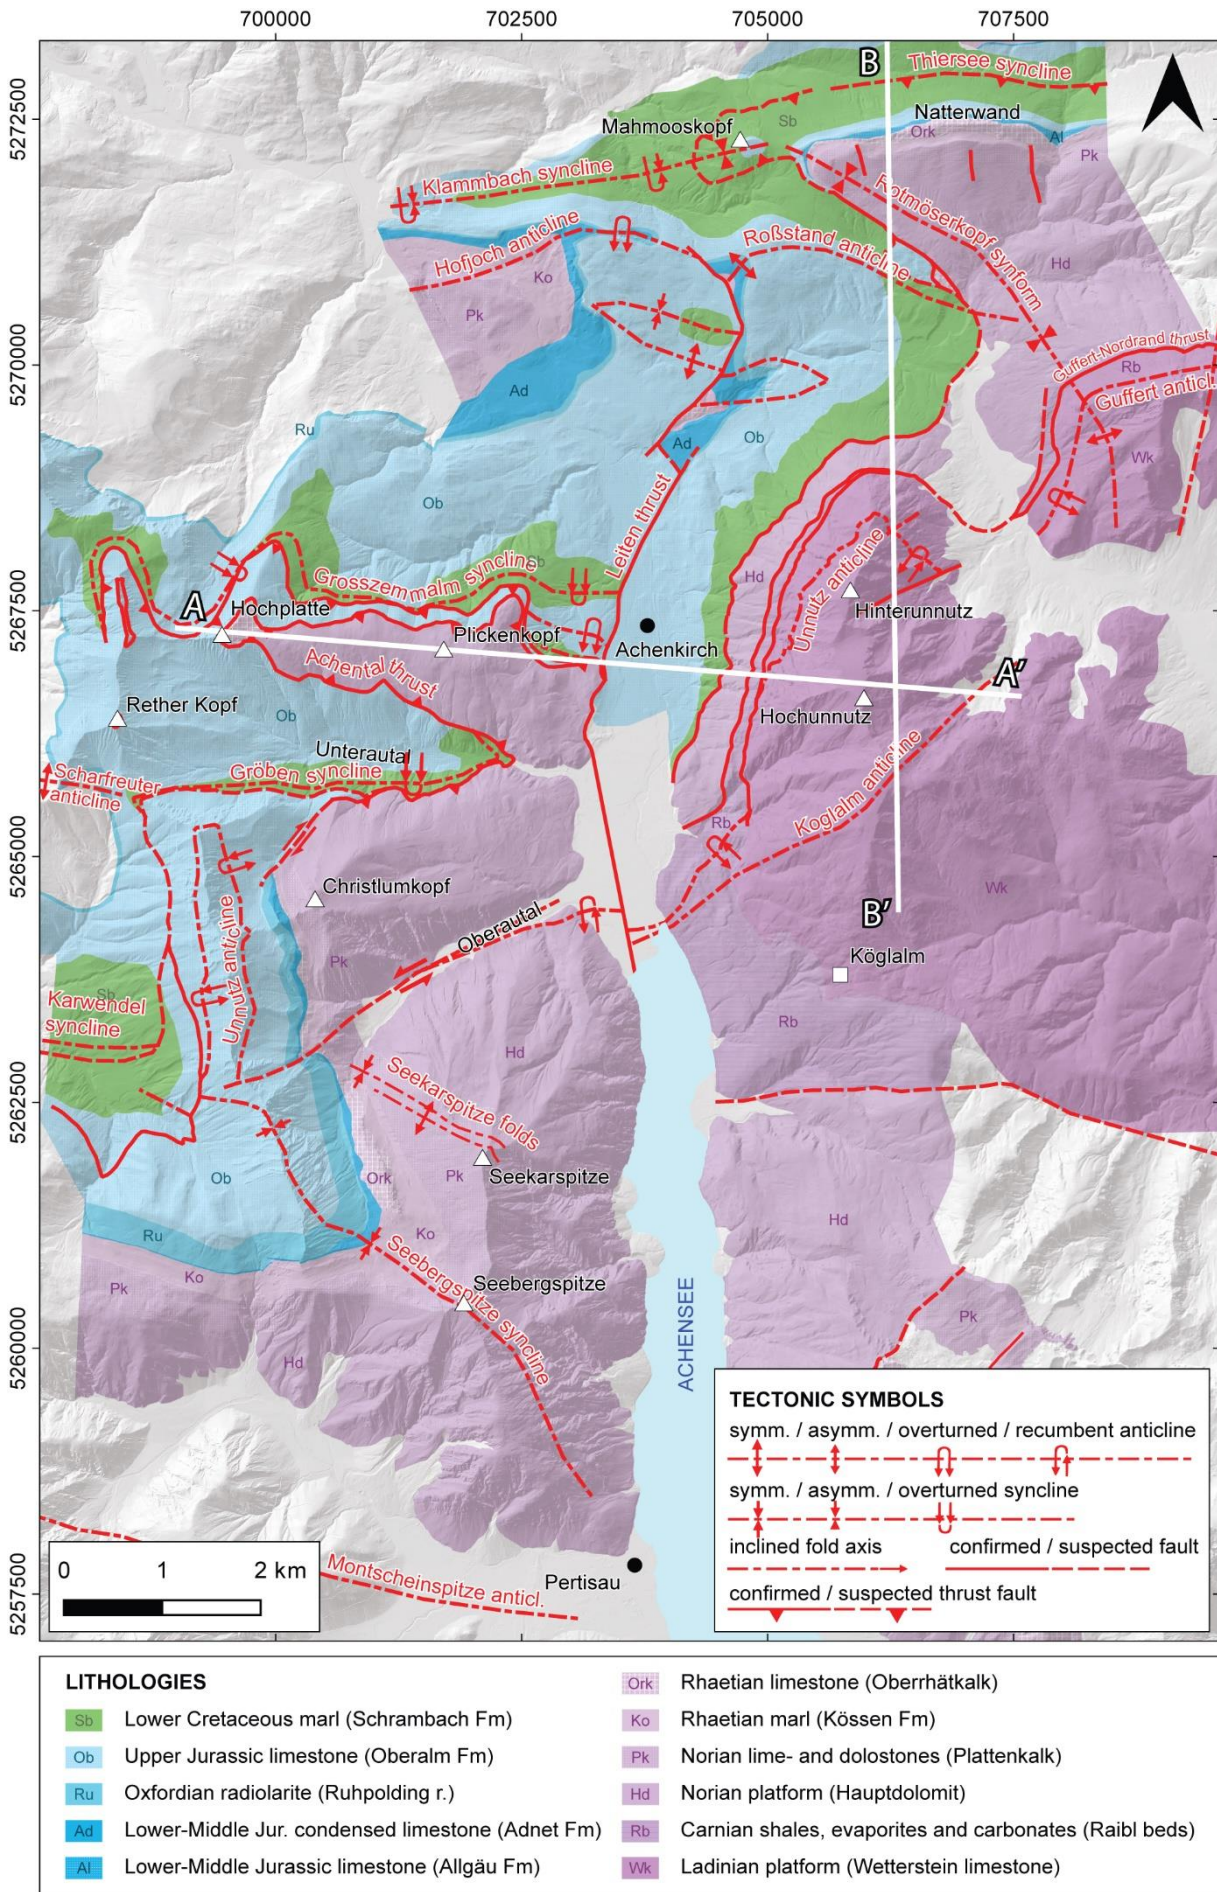 700000
702500
705000
707500
5272500
5270000
5267500
5265000
5262500
5260000
5257500
B
Thiersee syncline
Natterwand
Sb
Ork
Al
Mahmooskopf
Pk
Klammbach syncline
Rotmöserkopf synform
Hofjoch anticline
Roßstand anticline
Ko
Hd
Pk
Guffert-Nordrand thrust
Rb
Guffert anticl.
Ad
Ru
Ob
Ad
Wk
Ob
Leiten thrust
Sb
Grosszemmalm syncline
Hd
Unnutz anticline
A
Hochplatte
Hinterunnutz
Plickenkopf
Achenkirch
Achental thrust
A'
Rether Kopf
Ob
Hochunnutz
Unterautal
Gröben syncline
Scharfreuter
anticline
Koglalm anticline
Rb
Christlumkopf
Wk
Oberautal
B'
Pk
Köglalm
Unnutz anticline
Sb
Karwendel
syncline
Rb
Hd
Seekarspitze folds
Ob
Ork
Pk
Seekarspitze
Hd
Ru
Ko
Ko
Pk
Seebergspitze syncline
Seebergspitze
Hd
Pk
ACHENSEE
Montscheinspitze anticl.
Pertisau
0 1 2 km
TECTONIC SYMBOLS
symm. / asymm. / overturned / recumbent anticline
symm. / asymm. / overturned syncline
inclined fold axis confirmed / suspected fault
confirmed / suspected thrust fault
LITHOLOGIES
Sb Lower Cretaceous marl (Schrambach Fm)
Ob Upper Jurassic limestone (Oberalm Fm)
Ru Oxfordian radiolarite (Ruhpolding r.)
Ad Lower-Middle Jur. condensed limestone (Adnet Fm)
Al Lower-Middle Jurassic limestone (Allgäu Fm)
Ork Rhaetian limestone (Oberrhätkalk)
Ko Rhaetian marl (Kössen Fm)
Pk Norian lime- and dolostones (Plattenkalk)
Hd Norian platform (Hauptdolomit)
Rb Carnian shales, evaporites and carbonates (Raibl beds)
Wk Ladinian platform (Wetterstein limestone)